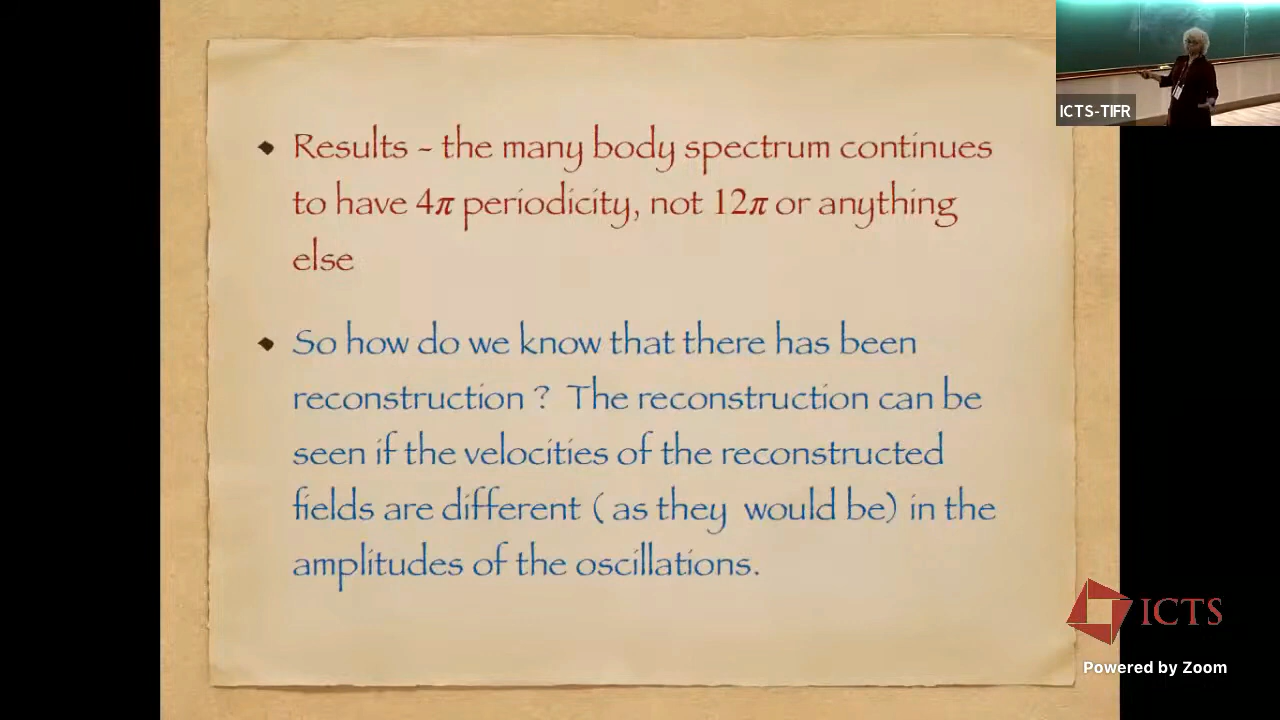 Results - the many body spectrum continues
to have 4π periodicity, not 12π or anything
else
So how do we know that there has been
reconstruction ? The reconstruction can be
seen if the velocities of the reconstructed
fields are different ( as they would be) in the
amplitudes of the oscillations.
ICTS-TIFR
ICTS
Powered by Zoom